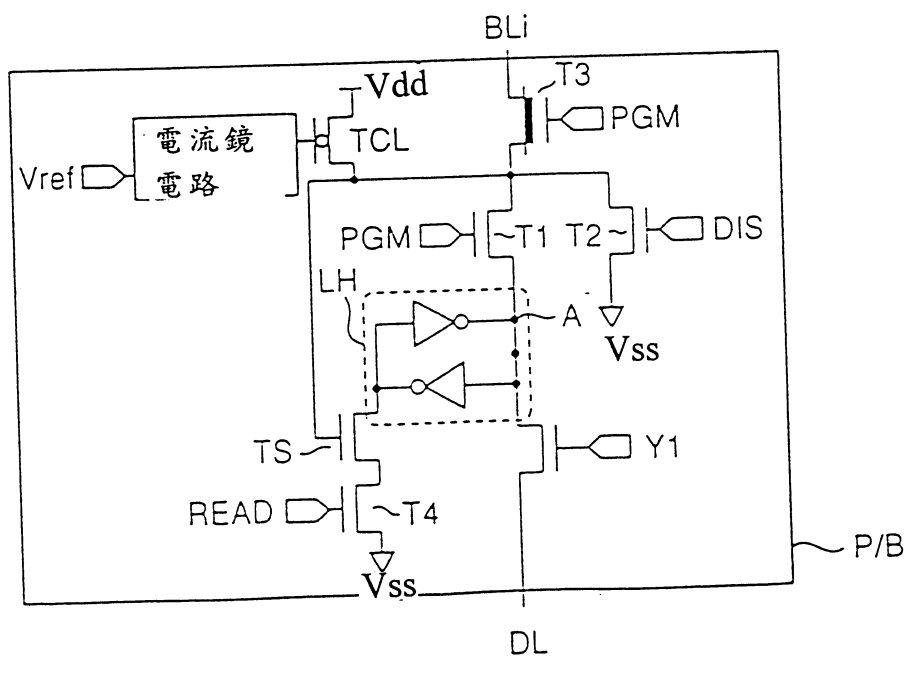 BLi
T3
Vdd
PGM
電流鏡
TCL
Vref
電路
PGM
T1
T2
DIS
LH
A
Vss
TS
Y1
READ
T4
P/B
Vss
DL